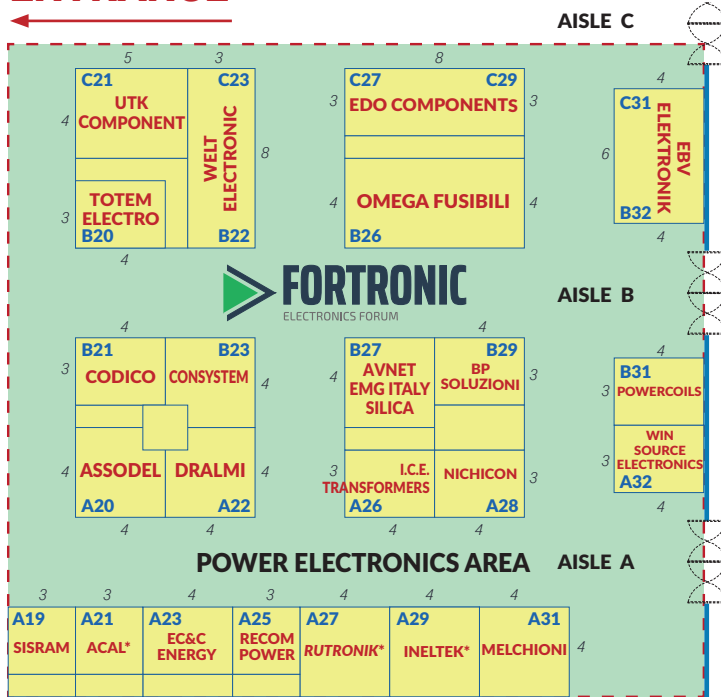 ENTRANCE
AISLE C
5
3
8
4
C21
C23
C27
C29
C31
UTK
COMPONENT
EDO COMPONENTS
EBV
ELEKTRONIK
WELT
ELECTRONIC
4
3
3
8
6
TOTEM
ELECTRO
OMEGA FUSIBILI
3
4
4
B20
B22
B26
B32
4
4
FORTRONIC
ELECTRONICS FORUM
AISLE B
4
4
4
B21
B23
B27
B29
B31
CODICO
CONSYSTEM
AVNET
EMG ITALY
SILICA
BP
SOLUZIONI
POWERCOILS
3
4
4
3
3
ASSODEL
DRALMI
I.C.E.
TRANSFORMERS
NICHICON
WIN
SOURCE
ELECTRONICS
4
4
3
3
3
A20
A22
A26
A28
A32
4
4
4
4
4
POWER ELECTRONICS AREA
AISLE A
3
3
4
3
4
4
4
A19
A21
A23
A25
A27
A29
A31
SISRAM
ACAL*
EC&C
ENERGY
RECOM
POWER
RUTRONIK*
INELTEK*
MELCHIONI
4